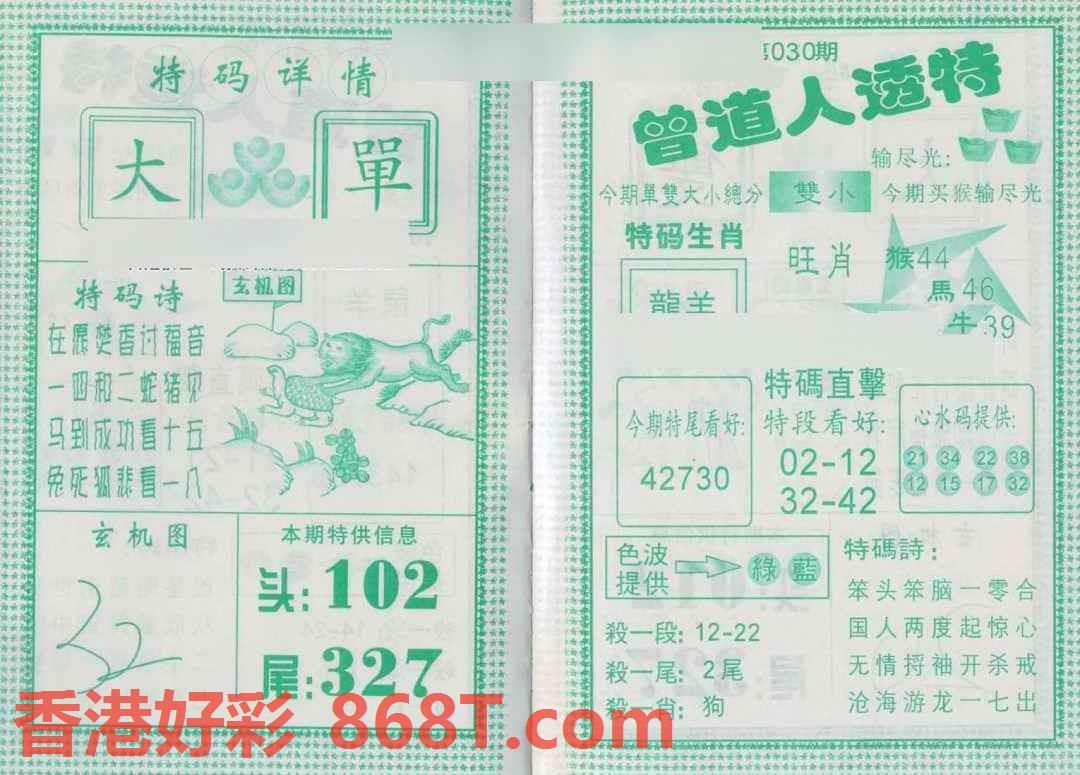 特码详情
大 單
特码诗
玄机图
在愿焚香讨福音
一四和二蛇猪见
马到成功看十五
兔死狐悲看一八
玄机图
本期特供信息
头:102
尾:327
第030期
曾道人透特
输尽光:
今期單雙大小總分 雙小 今期买猴输尽光
特码生肖
龍羊
旺肖
猴44
馬46
牛39
今期特尾看好:
42730
特碼直擊
特段看好:
02-12
32-42
心水码提供:
21 34 22 38
12 15 17 32
色波
提供
綠 藍
殺一段: 12-22
殺一尾: 2尾
殺一肖: 狗
特碼詩:
笨头笨脑一零合
国人两度起惊心
无情捋袖开杀戒
沧海游龙一七出
香港好彩 868T.com